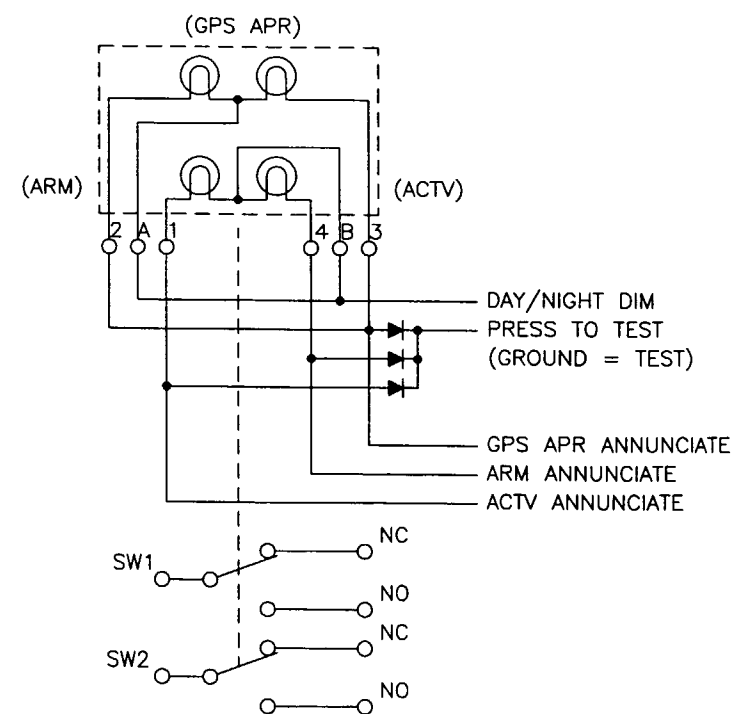 (GPS APR)
(ARM)
(ACTV)
2 A 1 4 B 3
DAY/NIGHT DIM
PRESS TO TEST
(GROUND = TEST)
GPS APR ANNUNCIATE
ARM ANNUNCIATE
ACTV ANNUNCIATE
NC
SW1
NO
NC
SW2
NO